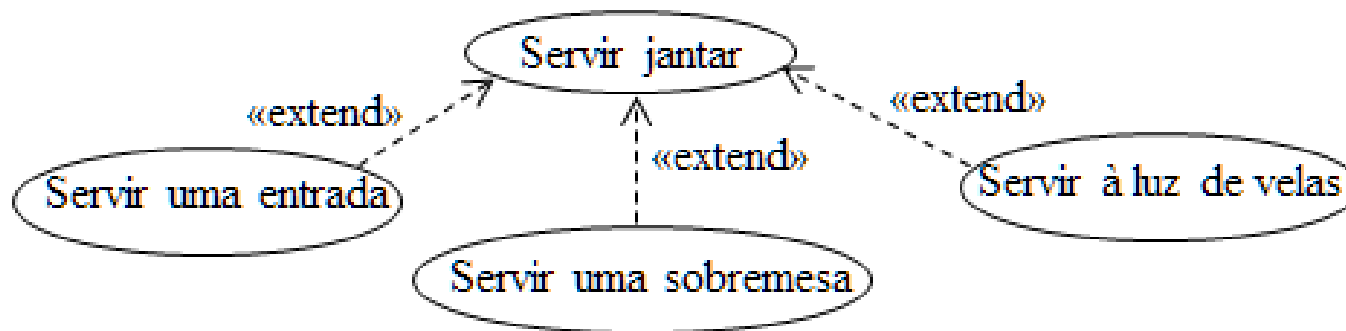 Servir jantar
«extend»
«extend»
«extend»
Servir uma entrada
Servir à luz de velas
Servir uma sobremesa